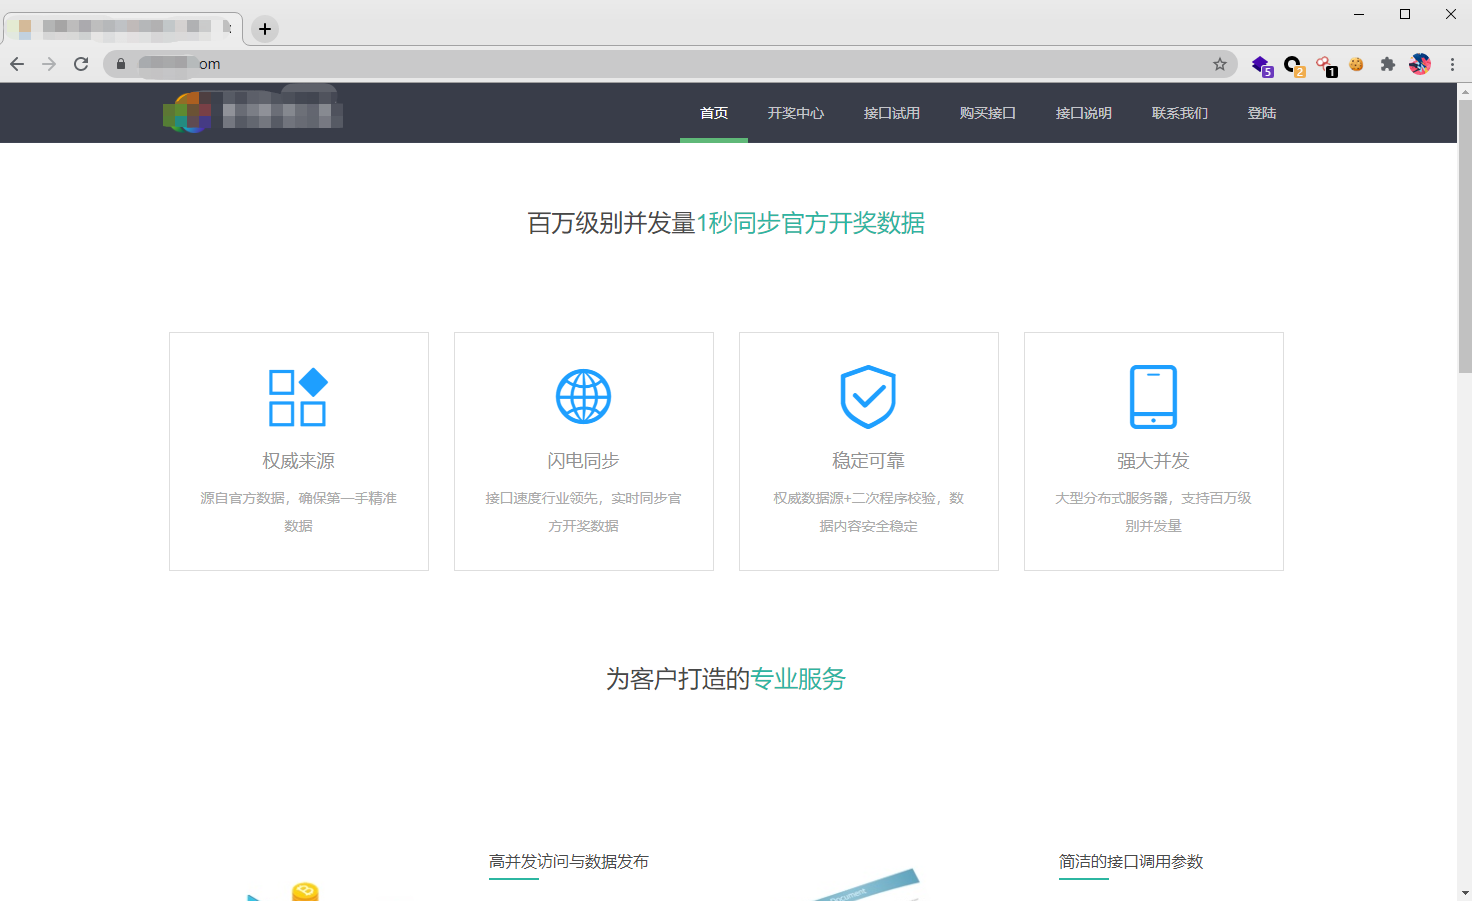 om
5
2
1
首页
开奖中心
接口试用
购买接口
接口说明
联系我们
登陆
百万级别并发量1秒同步官方开奖数据
权威来源
源自官方数据，确保第一手精准
数据
闪电同步
接口速度行业领先，实时同步官
方开奖数据
稳定可靠
权威数据源+二次程序校验，数
据内容安全稳定
强大并发
大型分布式服务器，支持百万级
别并发量
为客户打造的专业服务
高并发访问与数据发布
Document
简洁的接口调用参数